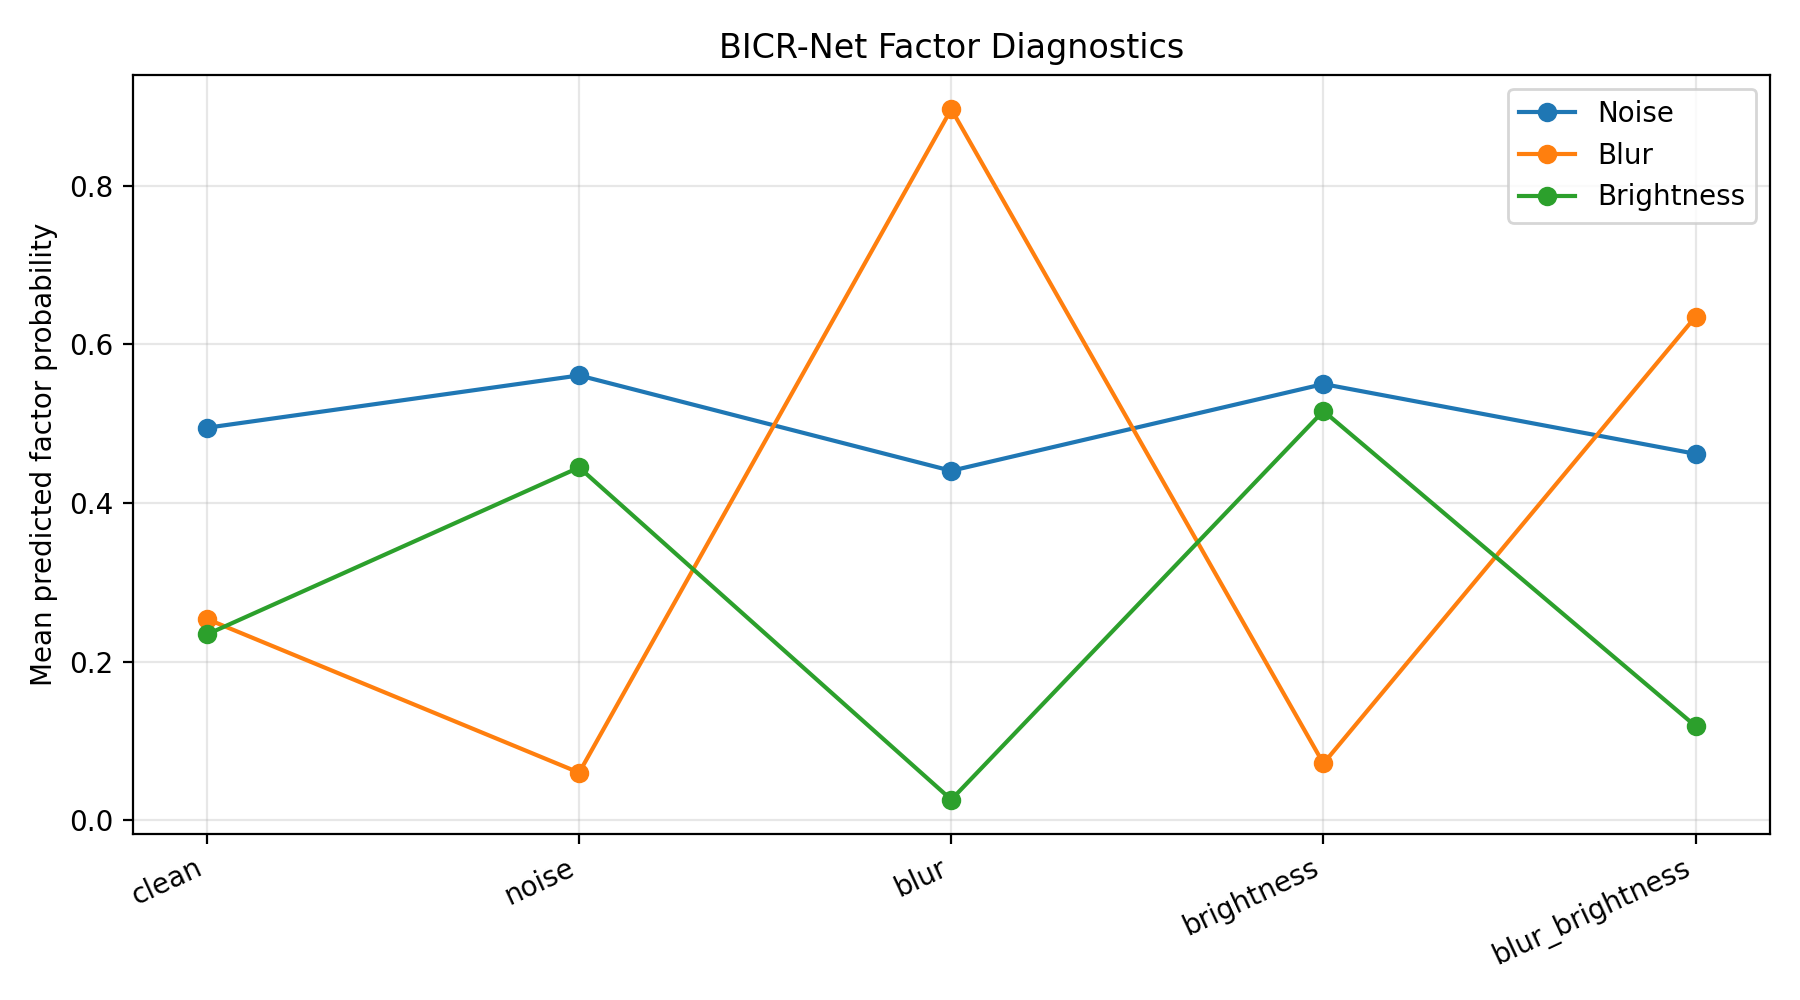 BICR-Net Factor Diagnostics
Noise
Blur
Brightness
Mean predicted factor probability
0.8
0.6
0.4
0.2
0.0
clean
noise
blur
brightness
blur_brightness